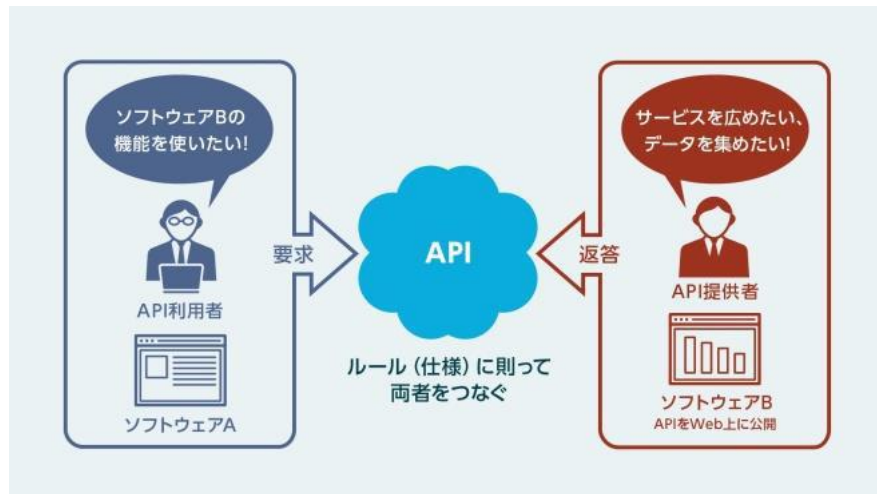 ソフトウェアBの
機能を使いたい!
API利用者
ソフトウェアA
要求
API
ルール（仕様）に則って
両者をつなぐ
返答
サービスを広めたい、
データを集めたい!
API提供者
ソフトウェアB
APIをWeb上に公開